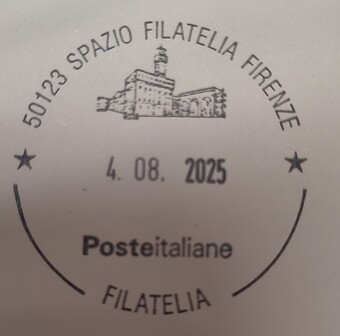 50123 SPAZIO FILATELIA FIRENZE
4. 08. 2025
Posteitaliane
FILATELIA